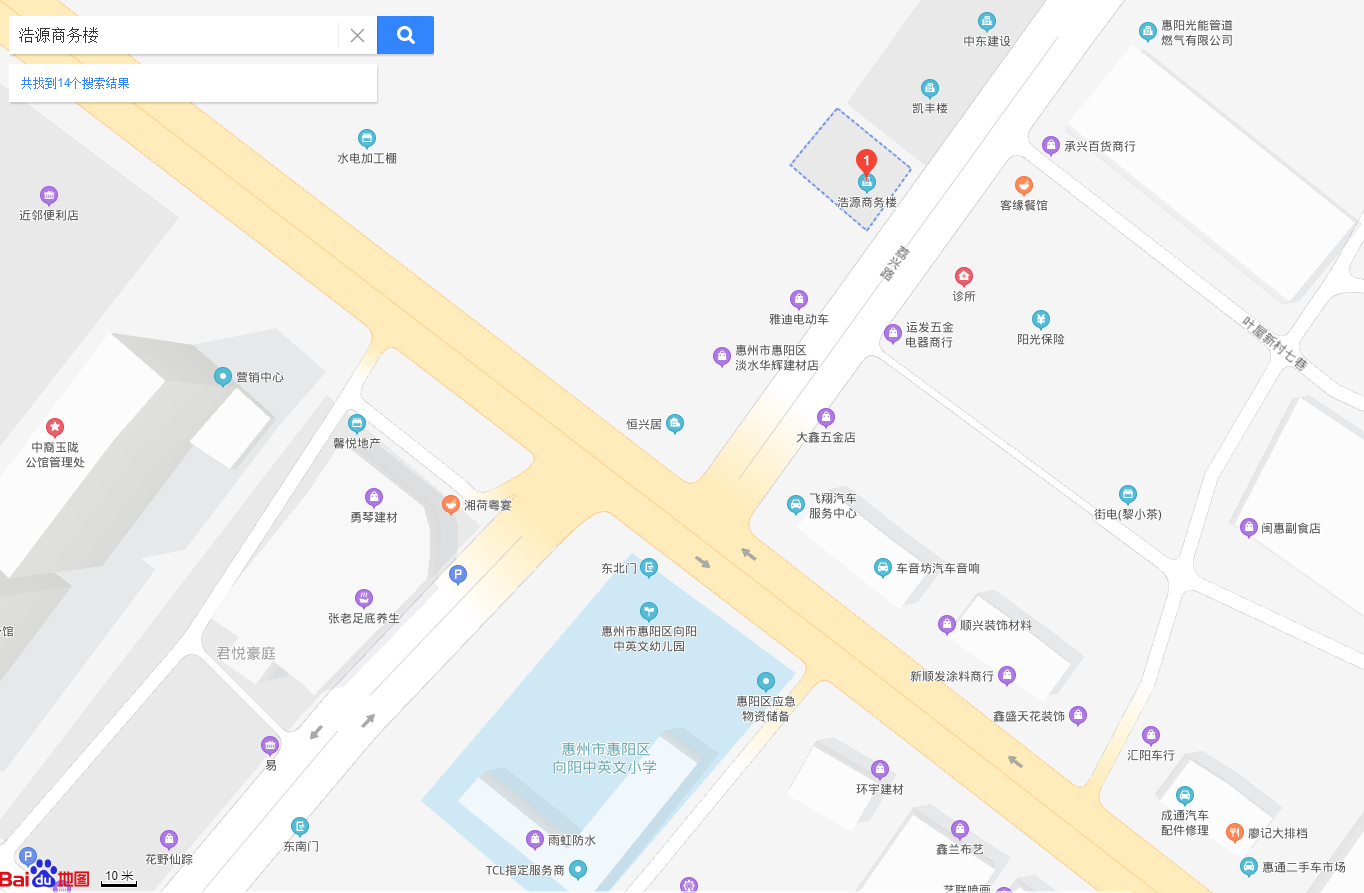 浩源商务楼
共找到14个搜索结果
中东建设
惠阳光能管道
燃气有限公司
凯丰楼
水电加工棚
承兴百货商行
1
近邻便利店
浩源商务楼
客缘餐馆
荔兴路
诊所
雅迪电动车
运发五金
电器商行
阳光保险
叶屋新村七巷
惠州市惠阳区
淡水华辉建材店
营销中心
恒兴居
大鑫五金店
馨悦地产
中裔玉陇
公馆管理处
勇琴建材
湘荷粤宴
飞翔汽车
服务中心
街电(黎小茶)
闽惠副食店
东北门
车音坊汽车音响
P
张老足底养生
惠州市惠阳区向阳
中英文幼儿园
顺兴装饰材料
馆
君悦豪庭
新顺发涂料商行
惠阳区应急
物资储备
鑫盛天花装饰
惠州市惠阳区
向阳中英文小学
汇阳车行
易
环宇建材
成通汽车
配件修理
廖记大排档
东南门
雨虹防水
鑫兰布艺
花野仙踪
TCL指定服务商
惠通二手车市场
P
Bai du 地图
10 米
艺联喷画